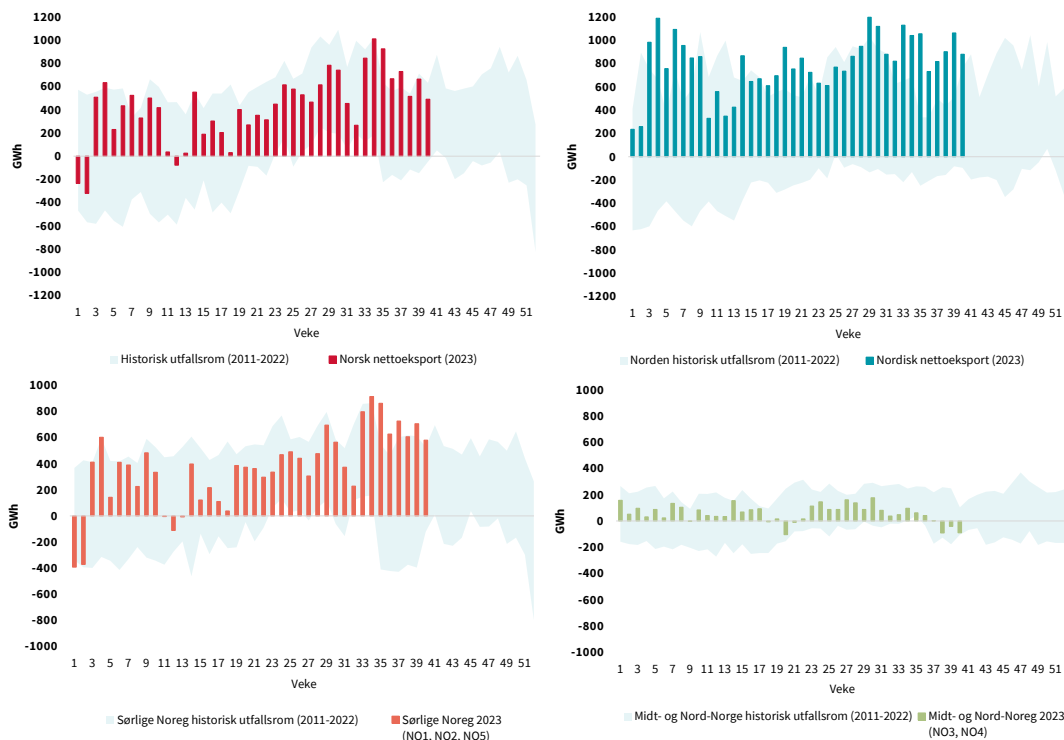 1200
1000
800
600
400
200
0
-200
-400
-600
-800
-1000
-1200
GWh
1 3 5 7 9 11 13 15 17 19 21 23 25 27 29 31 33 35 37 39 41 43 45 47 49 51
Veke
Historisk utfallsrom (2011-2022) Norsk nettoeksport (2023)
1200
1000
800
600
400
200
0
-200
-400
-600
-800
-1000
-1200
GWh
1 3 5 7 9 11 13 15 17 19 21 23 25 27 29 31 33 35 37 39 41 43 45 47 49 51
Veke
Norden historisk utfallsrom (2011-2022) Nordisk nettoeksport (2023)
1000
800
600
400
200
0
-200
-400
-600
-800
-1000
GWh
1 3 5 7 9 11 13 15 17 19 21 23 25 27 29 31 33 35 37 39 41 43 45 47 49 51
Veke
Sørlige Noreg historisk utfallsrom (2011-2022) Sørlige Noreg 2023
(NO1, NO2, NO5)
1000
800
600
400
200
0
-200
-400
-600
-800
-1000
GWh
1 3 5 7 9 11 13 15 17 19 21 23 25 27 29 31 33 35 37 39 41 43 45 47 49 51
Veke
Midt- og Nord-Norge historisk utfallsrom (2011-2022) Midt- og Nord-Noreg 2023
(NO3, NO4)